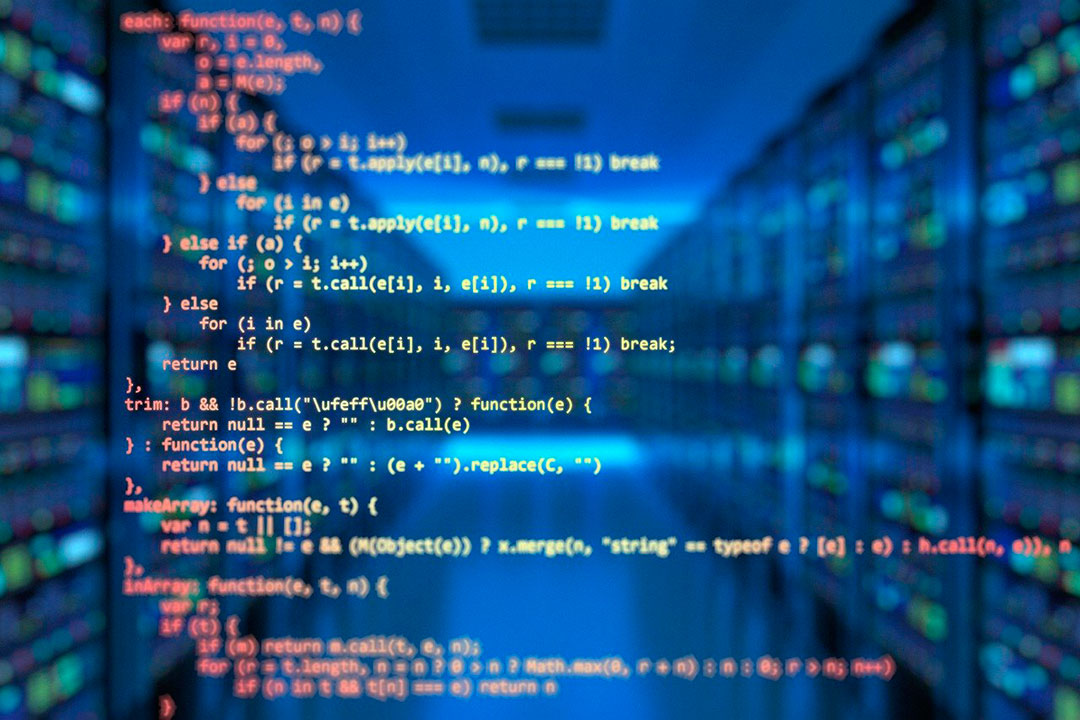 each: function(e, t, n) {
var r, i = 0,
o = e.length,
a = M(e);
if (n) {
if (a) {
for (; o > i; i++)
if (r = t.apply(e[i], n), r === !1) break
} else
for (i in e)
if (r = t.apply(e[i], n), r === !1) break
} else if (a) {
for (; o > i; i++)
if (r = t.call(e[i], i, e[i]), r === !1) break
} else
for (i in e)
if (r = t.call(e[i], i, e[i]), r === !1) break;
return e
},
trim: b && !b.call("\ufeff\u00a0") ? function(e) {
return null == e ? "" : b.call(e)
} : function(e) {
return null == e ? "" : (e + "").replace(C, "")
},
makeArray: function(e, t) {
var n = t || [];
return null != e && (M(Object(e)) ? x.merge(n, "string" == typeof e ? [e] : e) : h.call(n, e)), n
},
inArray: function(e, t, n) {
var r;
if (t) {
if (m) return m.call(t, e, n);
for (r = t.length, n = n ? 0 > n ? Math.max(0, r + n) : n : 0; r > n; n++)
if (n in t && t[n] === e) return n
}